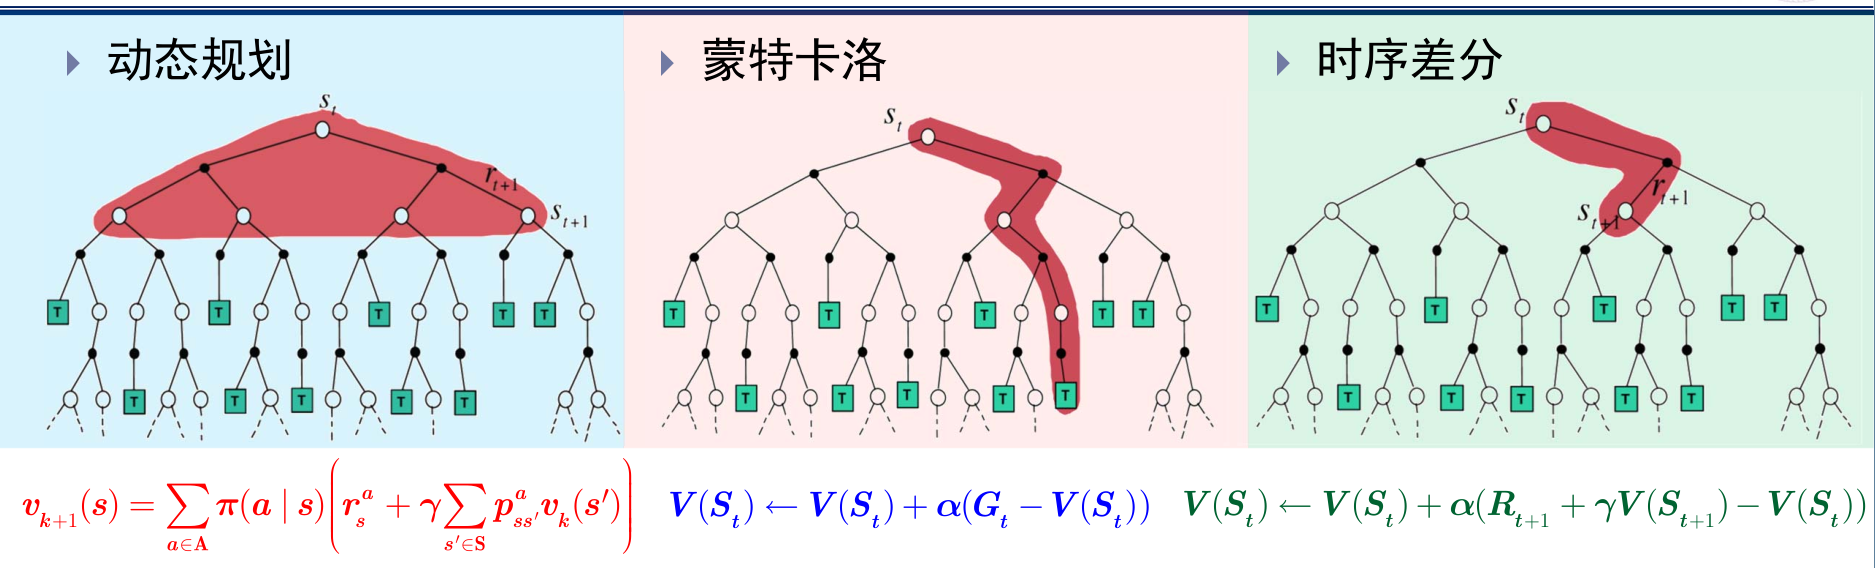 动态规划
s_t
r_{t+1}
s_{t+1}
T T T T T
T T T T T
v_{k+1}(s) = ∑_{a∈A} π(a | s) ( r_s^a + γ ∑_{s'∈S} p_{ss'}^a v_k(s') )
蒙特卡洛
s_t
T T T T T
T T T T T
V(S_t) ← V(S_t) + α(G_t − V(S_t))
时序差分
s_t
r_{t+1}
s_{t+1}
T T T T T
T T T T T
V(S_t) ← V(S_t) + α(R_{t+1} + γV(S_{t+1}) − V(S_t))